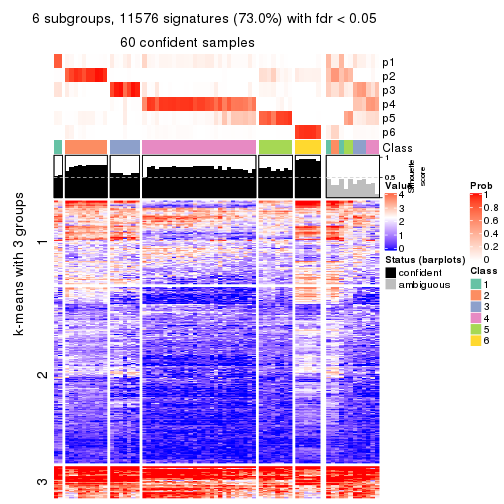 6 subgroups, 11576 signatures (73.0%) with fdr < 0.05
60 confident samples
p1
p2
p3
p4
p5
p6
Class
1
0.5
0
Silhouette
score
k-means with 3 groups
1
2
3
Value
4
3
2
1
0
Status (barplots)
confident
ambiguous
Prob
1
0.8
0.6
0.4
0.2
0
Class
1
2
3
4
5
6